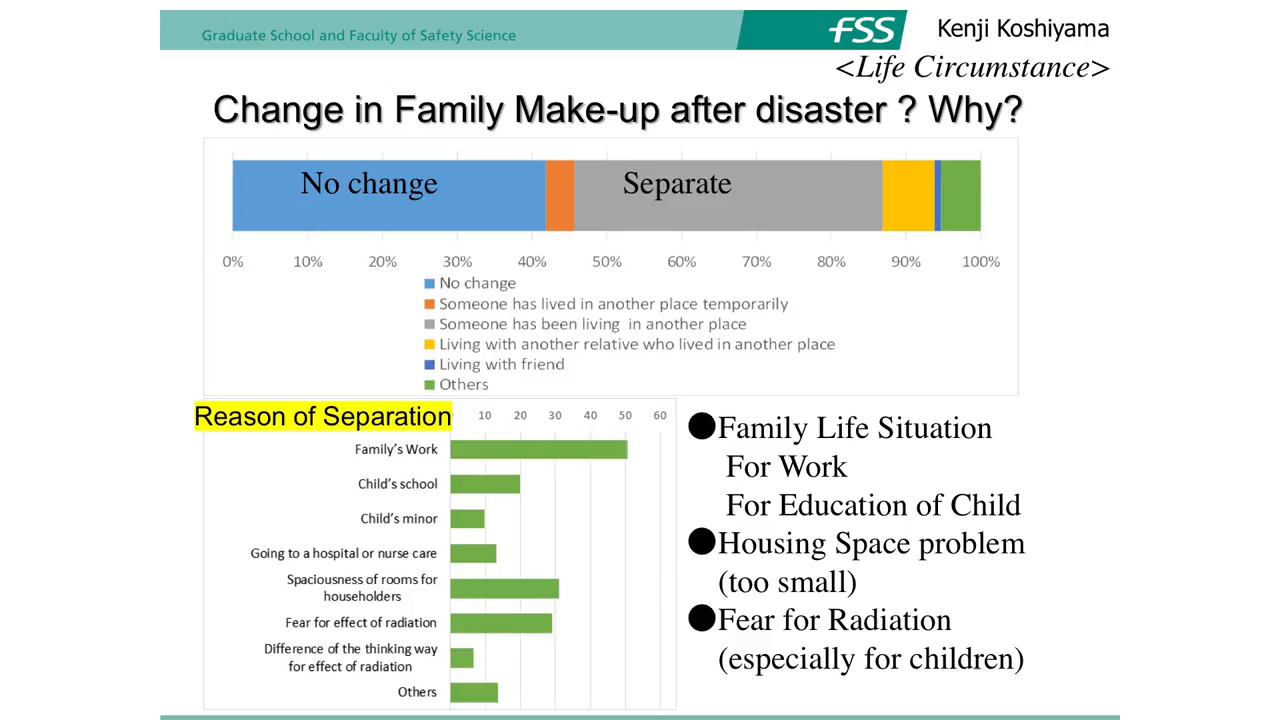 Graduate School and Faculty of Safety Science
FSS
Kenji Koshiyama
<Life Circumstance>
Change in Family Make-up after disaster ? Why?
No change
Separate
0% 10% 20% 30% 40% 50% 60% 70% 80% 90% 100%
No change
Someone has lived in another place temporarily
Someone has been living in another place
Living with another relative who lived in another place
Living with friend
Others
Reason of Separation
10 20 30 40 50 60
Family's Work
Child's school
Child's minor
Going to a hospital or nurse care
Spaciousness of rooms for
householders
Fear for effect of radiation
Difference of the thinking way
for effect of radiation
Others
●Family Life Situation
For Work
For Education of Child
●Housing Space problem
(too small)
●Fear for Radiation
(especially for children)